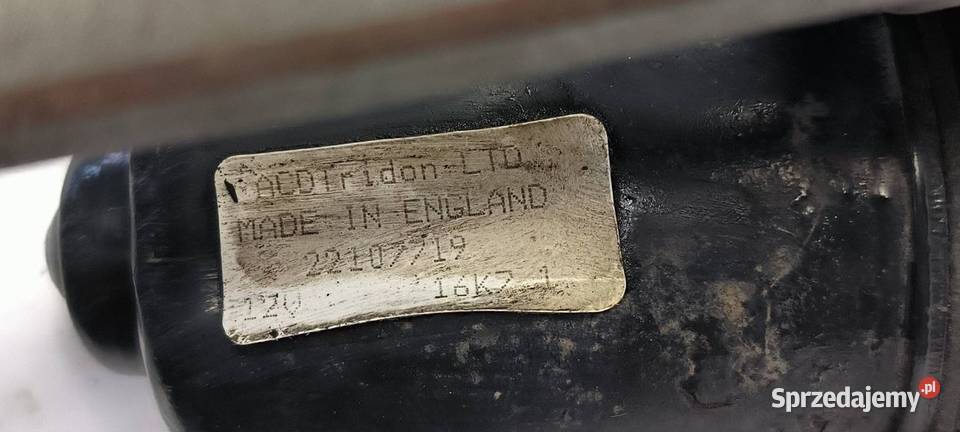 ACDTridon LTD
MADE IN ENGLAND
22107719
12V 16K7 1
Sprzedajemy.pl